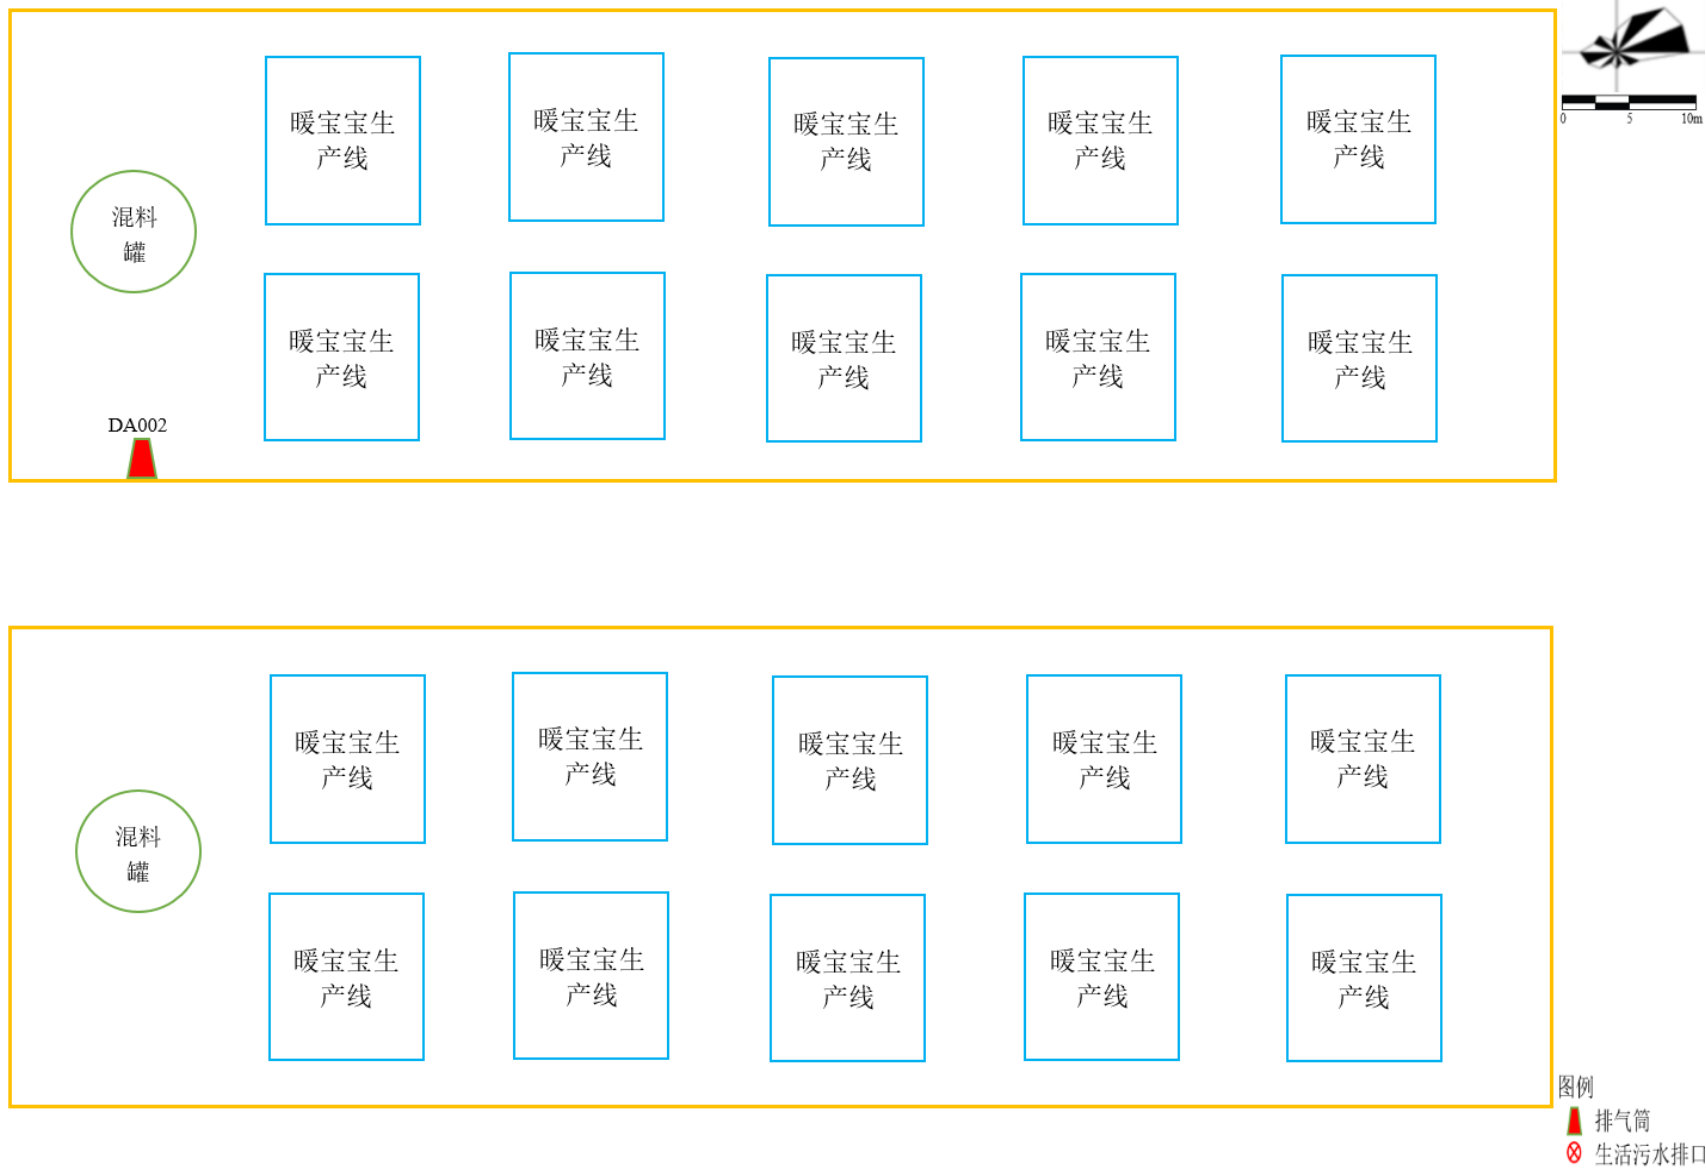 0 5 10m
暖宝宝生
产线
暖宝宝生
产线
暖宝宝生
产线
暖宝宝生
产线
暖宝宝生
产线
混料
罐
暖宝宝生
产线
暖宝宝生
产线
暖宝宝生
产线
暖宝宝生
产线
暖宝宝生
产线
DA002
暖宝宝生
产线
暖宝宝生
产线
暖宝宝生
产线
暖宝宝生
产线
暖宝宝生
产线
混料
罐
暖宝宝生
产线
暖宝宝生
产线
暖宝宝生
产线
暖宝宝生
产线
暖宝宝生
产线
图例
排气筒
生活污水排口